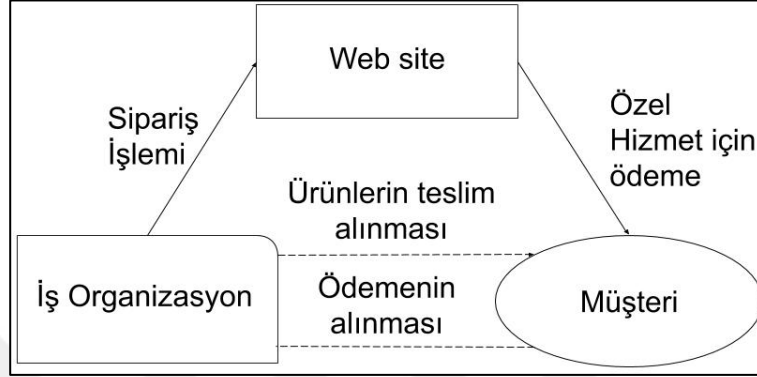 Web site
Sipariş
İşlemi
Özel
Hizmet için
ödeme
Ürünlerin teslim
alınması
İş Organizasyon
Ödemenin
alınması
Müşteri